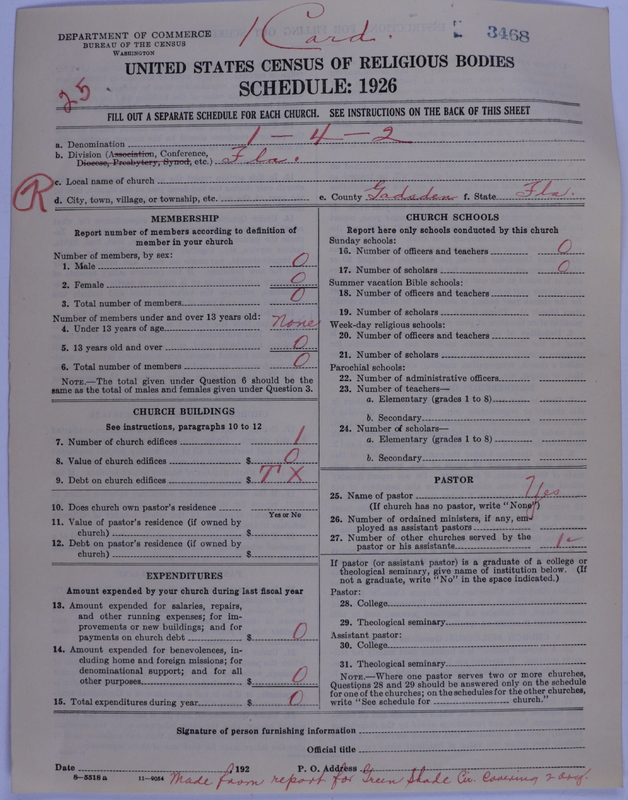 1 Card.
3468
DEPARTMENT OF COMMERCE
BUREAU OF THE CENSUS
WASHINGTON
UNITED STATES CENSUS OF RELIGIOUS BODIES
SCHEDULE: 1926
25
FILL OUT A SEPARATE SCHEDULE FOR EACH CHURCH. SEE INSTRUCTIONS ON THE BACK OF THIS SHEET
a. Denomination 1 - 4 - 2
b. Division (Association, Conference, Diocese, Presbytery, Synod, etc.) Fla.
c. Local name of church
R
d. City, town, village, or township, etc. e. County Gadsden f. State Fla.
MEMBERSHIP
Report number of members according to definition of
member in your church
Number of members, by sex:
1. Male 0
2. Female 0
3. Total number of members 0
Number of members under and over 13 years old:
4. Under 13 years of age None
5. 13 years old and over 0
6. Total number of members 0
NOTE.—The total given under Question 6 should be the
same as the total of males and females given under Question 3.
CHURCH BUILDINGS
See instructions, paragraphs 10 to 12
7. Number of church edifices 1
8. Value of church edifices $ 0
9. Debt on church edifices $ TX
10. Does church own pastor's residence
Yes or No
11. Value of pastor's residence (if owned by
church) $
12. Debt on pastor's residence (if owned by
church) $
EXPENDITURES
Amount expended by your church during last fiscal year
13. Amount expended for salaries, repairs,
and other running expenses; for im-
provements or new buildings; and for
payments on church debt $ 0
14. Amount expended for benevolences, in-
cluding home and foreign missions; for
denominational support; and for all
other purposes $ 0
15. Total expenditures during year $ 0
CHURCH SCHOOLS
Report here only schools conducted by this church
Sunday schools:
16. Number of officers and teachers 0
17. Number of scholars 0
Summer vacation Bible schools:
18. Number of officers and teachers
19. Number of scholars
Week-day religious schools:
20. Number of officers and teachers
21. Number of scholars
Parochial schools:
22. Number of administrative officers
23. Number of teachers—
a. Elementary (grades 1 to 8)
b. Secondary
24. Number of scholars—
a. Elementary (grades 1 to 8)
b. Secondary
PASTOR
25. Name of pastor Yes
(If church has no pastor, write "None")
26. Number of ordained ministers, if any, em-
ployed as assistant pastors
27. Number of other churches served by the
pastor or his assistants
If pastor (or assistant pastor) is a graduate of a college or
theological seminary, give name of institution below. (If
not a graduate, write "No" in the space indicated.)
Pastor:
28. College
29. Theological seminary
Assistant pastor:
30. College
31. Theological seminary
NOTE.—Where one pastor serves two or more churches,
Questions 28 and 29 should be answered only on the schedule
for one of the churches; on the schedules for the other churches,
write "See schedule for church."
Signature of person furnishing information
Official title
Date , 192 P. O. Address
8—5518 a 11—9054 Made from report for Green Shade Cir. Covering 2 org.